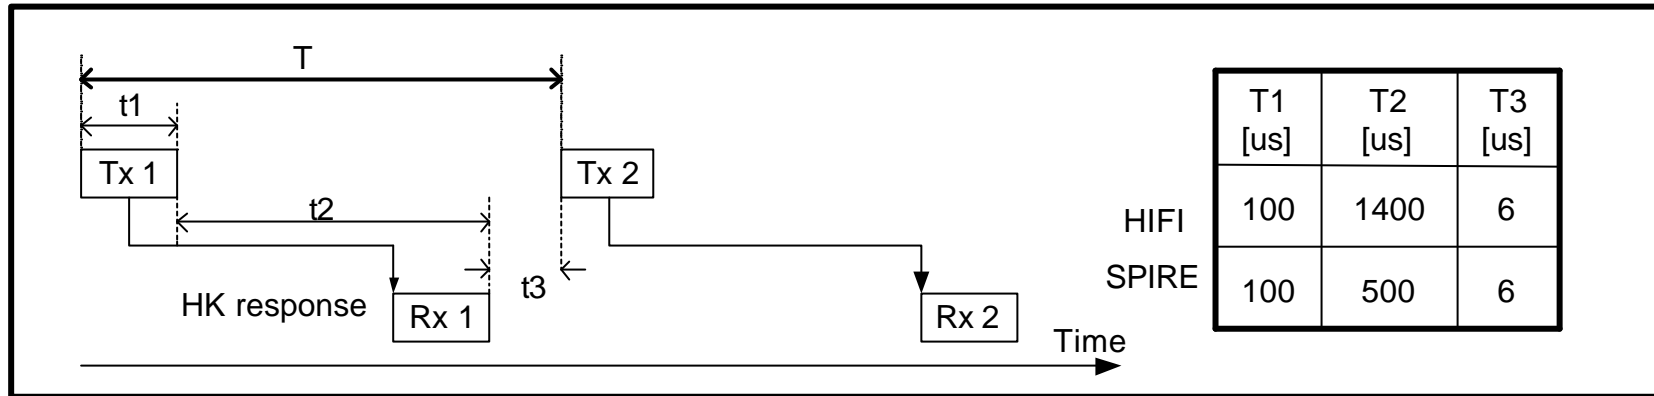 T
t1
Tx 1
Tx 2
t2
t3
HK response
Rx 1
Rx 2
Time
T1 T2 T3
[us] [us] [us]
HIFI 100 1400 6
SPIRE 100 500 6